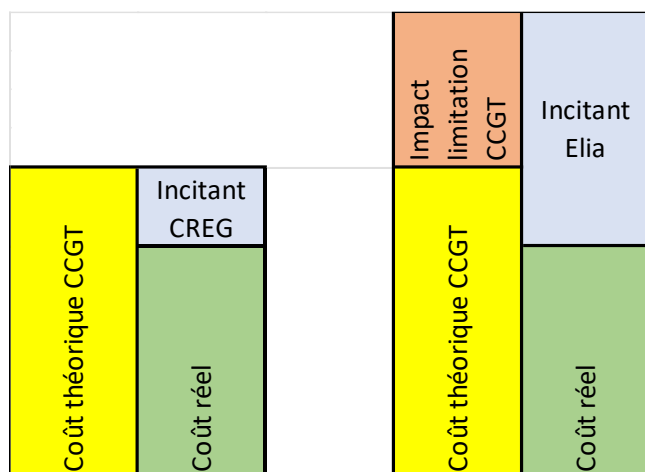 Coût théorique CCGT
Incitant
CREG
Coût réel
Impact
limitation
CCGT
Coût théorique CCGT
Incitant
Elia
Coût réel